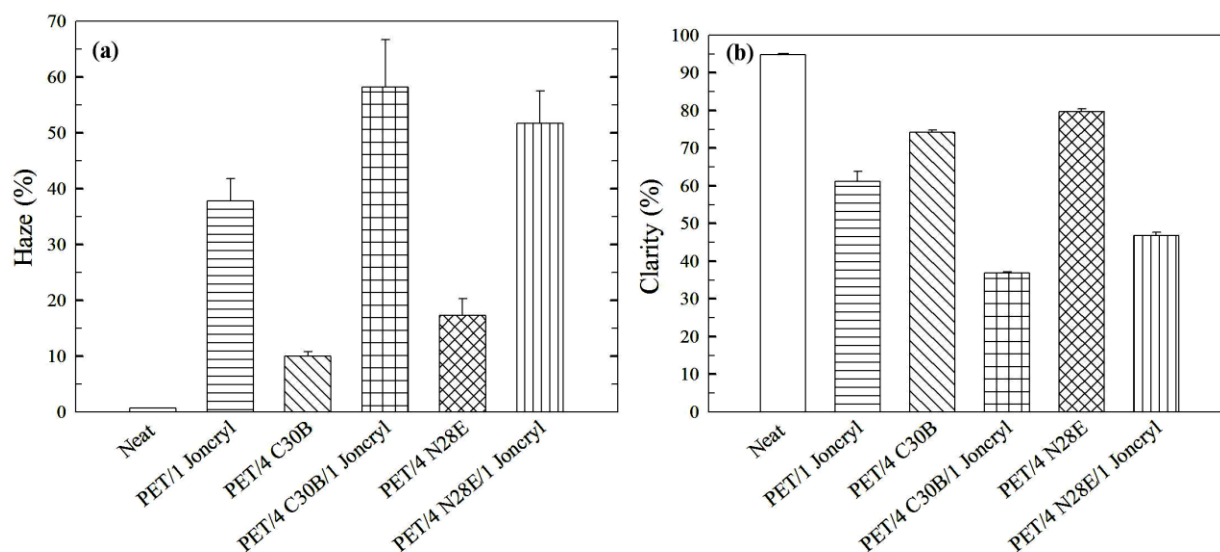 (a)
Haze (%)
70
60
50
40
30
20
10
0
Neat
PET/1 Joncryl
PET/4 C30B
PET/4 C30B/1 Joncryl
PET/4 N28E
PET/4 N28E/1 Joncryl
(b)
Clarity (%)
100
90
80
70
60
50
40
30
20
10
0
Neat
PET/1 Joncryl
PET/4 C30B
PET/4 C30B/1 Joncryl
PET/4 N28E
PET/4 N28E/1 Joncryl